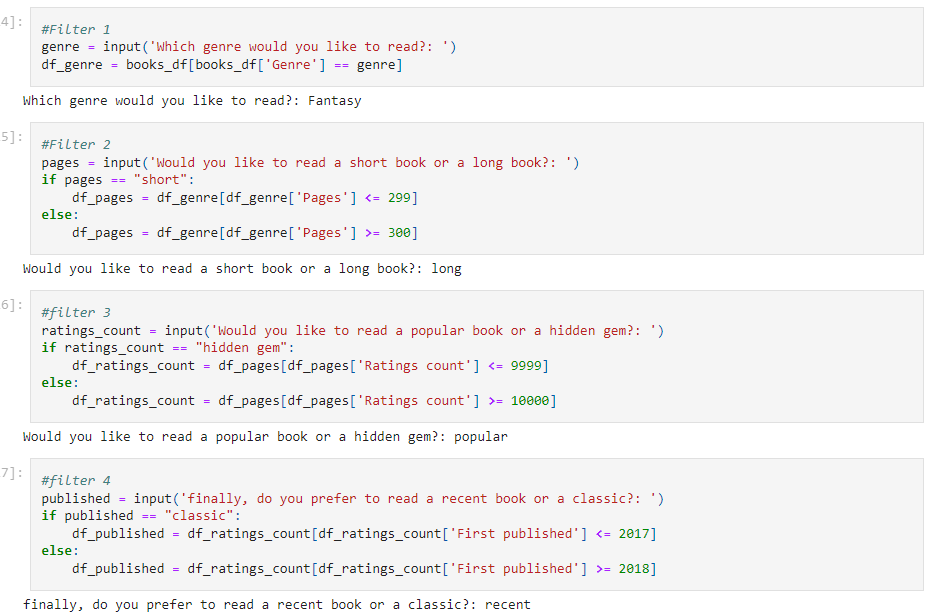 4]:
#Filter 1
genre = input('Which genre would you like to read?: ')
df_genre = books_df[books_df['Genre'] == genre]
Which genre would you like to read?: Fantasy
5]:
#Filter 2
pages = input('Would you like to read a short book or a long book?: ')
if pages == "short":
    df_pages = df_genre[df_genre['Pages'] <= 299]
else:
    df_pages = df_genre[df_genre['Pages'] >= 300]
Would you like to read a short book or a long book?: long
6]:
#filter 3
ratings_count = input('Would you like to read a popular book or a hidden gem?: ')
if ratings_count == "hidden gem":
    df_ratings_count = df_pages[df_pages['Ratings count'] <= 9999]
else:
    df_ratings_count = df_pages[df_pages['Ratings count'] >= 10000]
Would you like to read a popular book or a hidden gem?: popular
7]:
#filter 4
published = input('finally, do you prefer to read a recent book or a classic?: ')
if published == "classic":
    df_published = df_ratings_count[df_ratings_count['First published'] <= 2017]
else:
    df_published = df_ratings_count[df_ratings_count['First published'] >= 2018]
finally, do you prefer to read a recent book or a classic?: recent